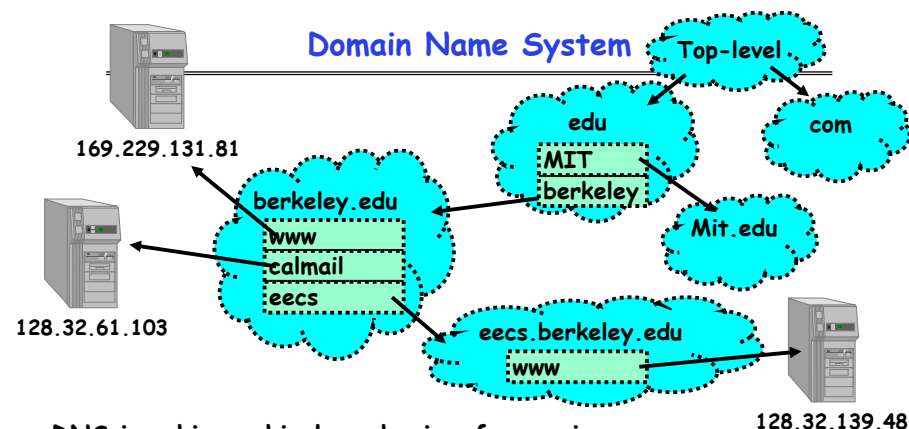 Domain Name System
Top-level
edu
com
MIT
berkeley
Mit.edu
169.229.131.81
berkeley.edu
www
calmail
eecs
128.32.61.103
eecs.berkeley.edu
www
128.32.139.48